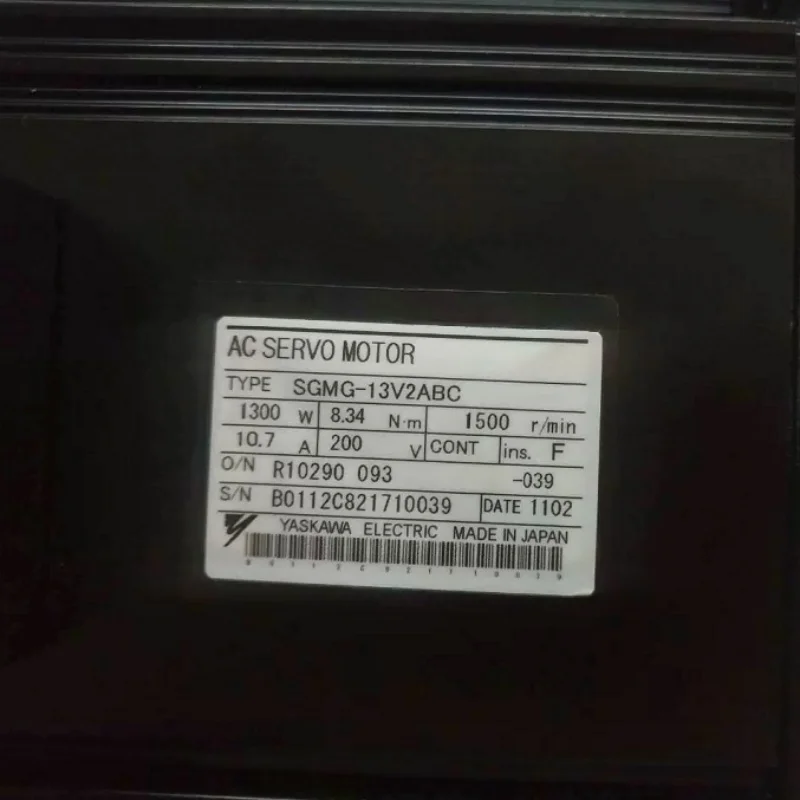 AC SERVO MOTOR
TYPE SGMG-13V2ABC
1300 W 8.34 N·m 1500 r/min
10.7 A 200 V CONT ins. F
O/N R10290 093 -039
S/N B0112C821710039 DATE 1102
YASKAWA ELECTRIC MADE IN JAPAN